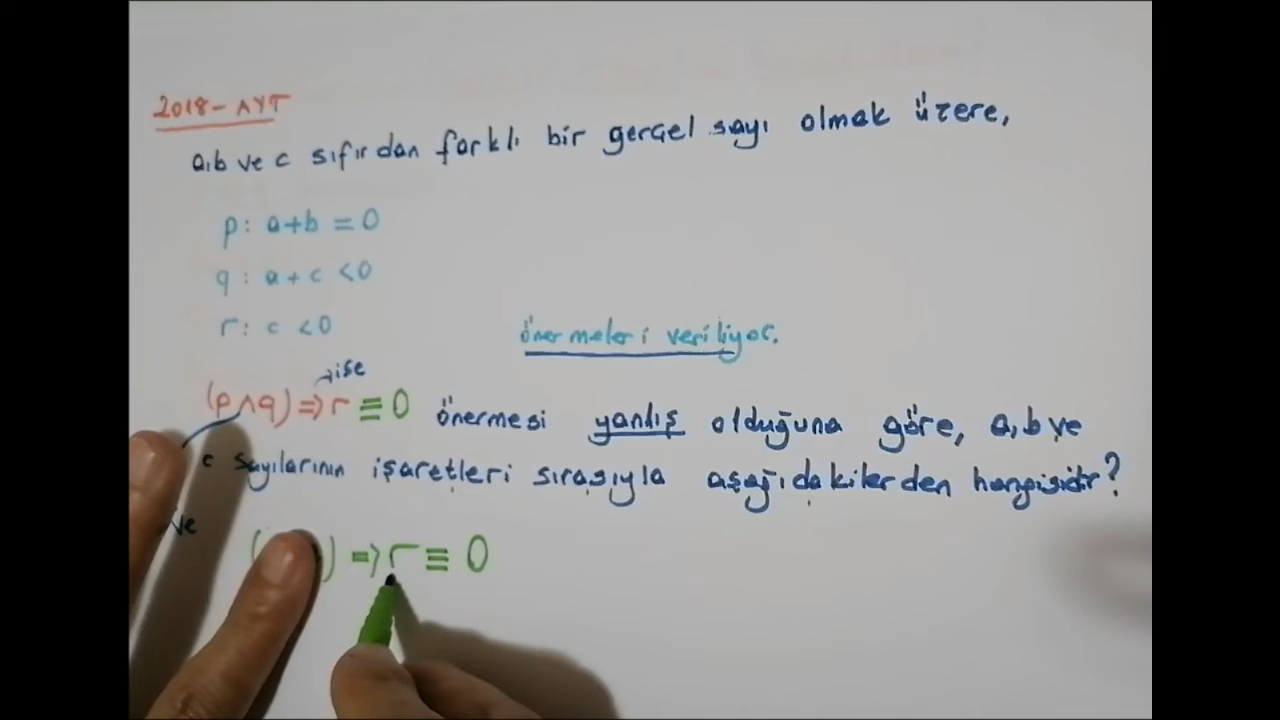 2018-AYT
a,b ve c sıfırdan farklı bir gerçel sayı olmak üzere,
p: a+b = 0
q: a+c <0
r: c <0
önermeleri veriliyor.
→ise
(p∧q)⇒r≡0 önermesi yanlış olduğuna göre, a,b ve
c sayılarının işaretleri sırasıyla aşağıdakilerden hangisidir?
ve
( ) ⇒r≡ 0